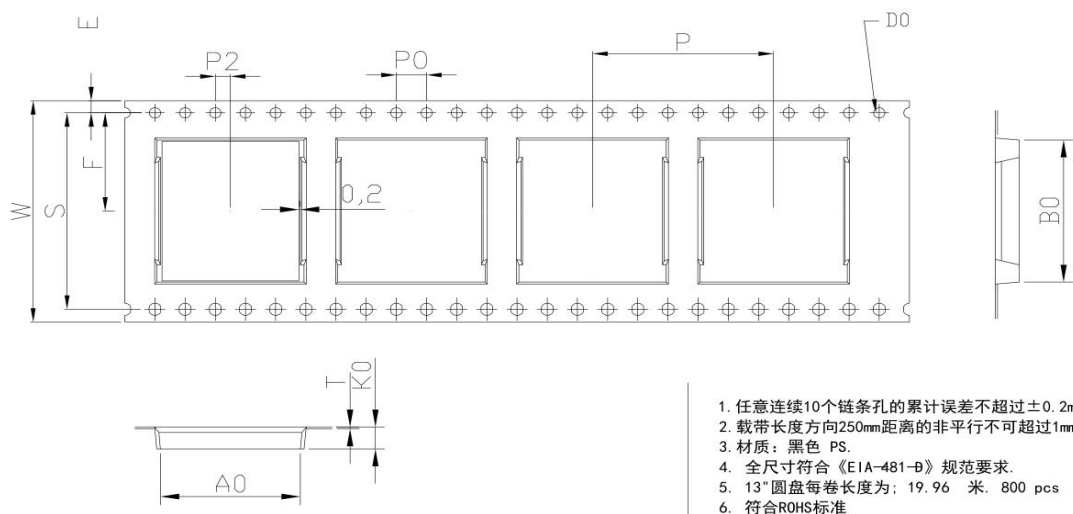 E
D0
P
P2
P0
F
W
S
0,2
B0
T
K0
A0
1. 任意连续10个链条孔的累计误差不超过±0.2m
2. 载带长度方向250mm距离的非平行不可超过1mm
3. 材质：黑色 PS.
4. 全尺寸符合《EIA-481-D》规范要求.
5. 13"圆盘每卷长度为; 19.96 米. 800 pcs
6. 符合ROHS标准